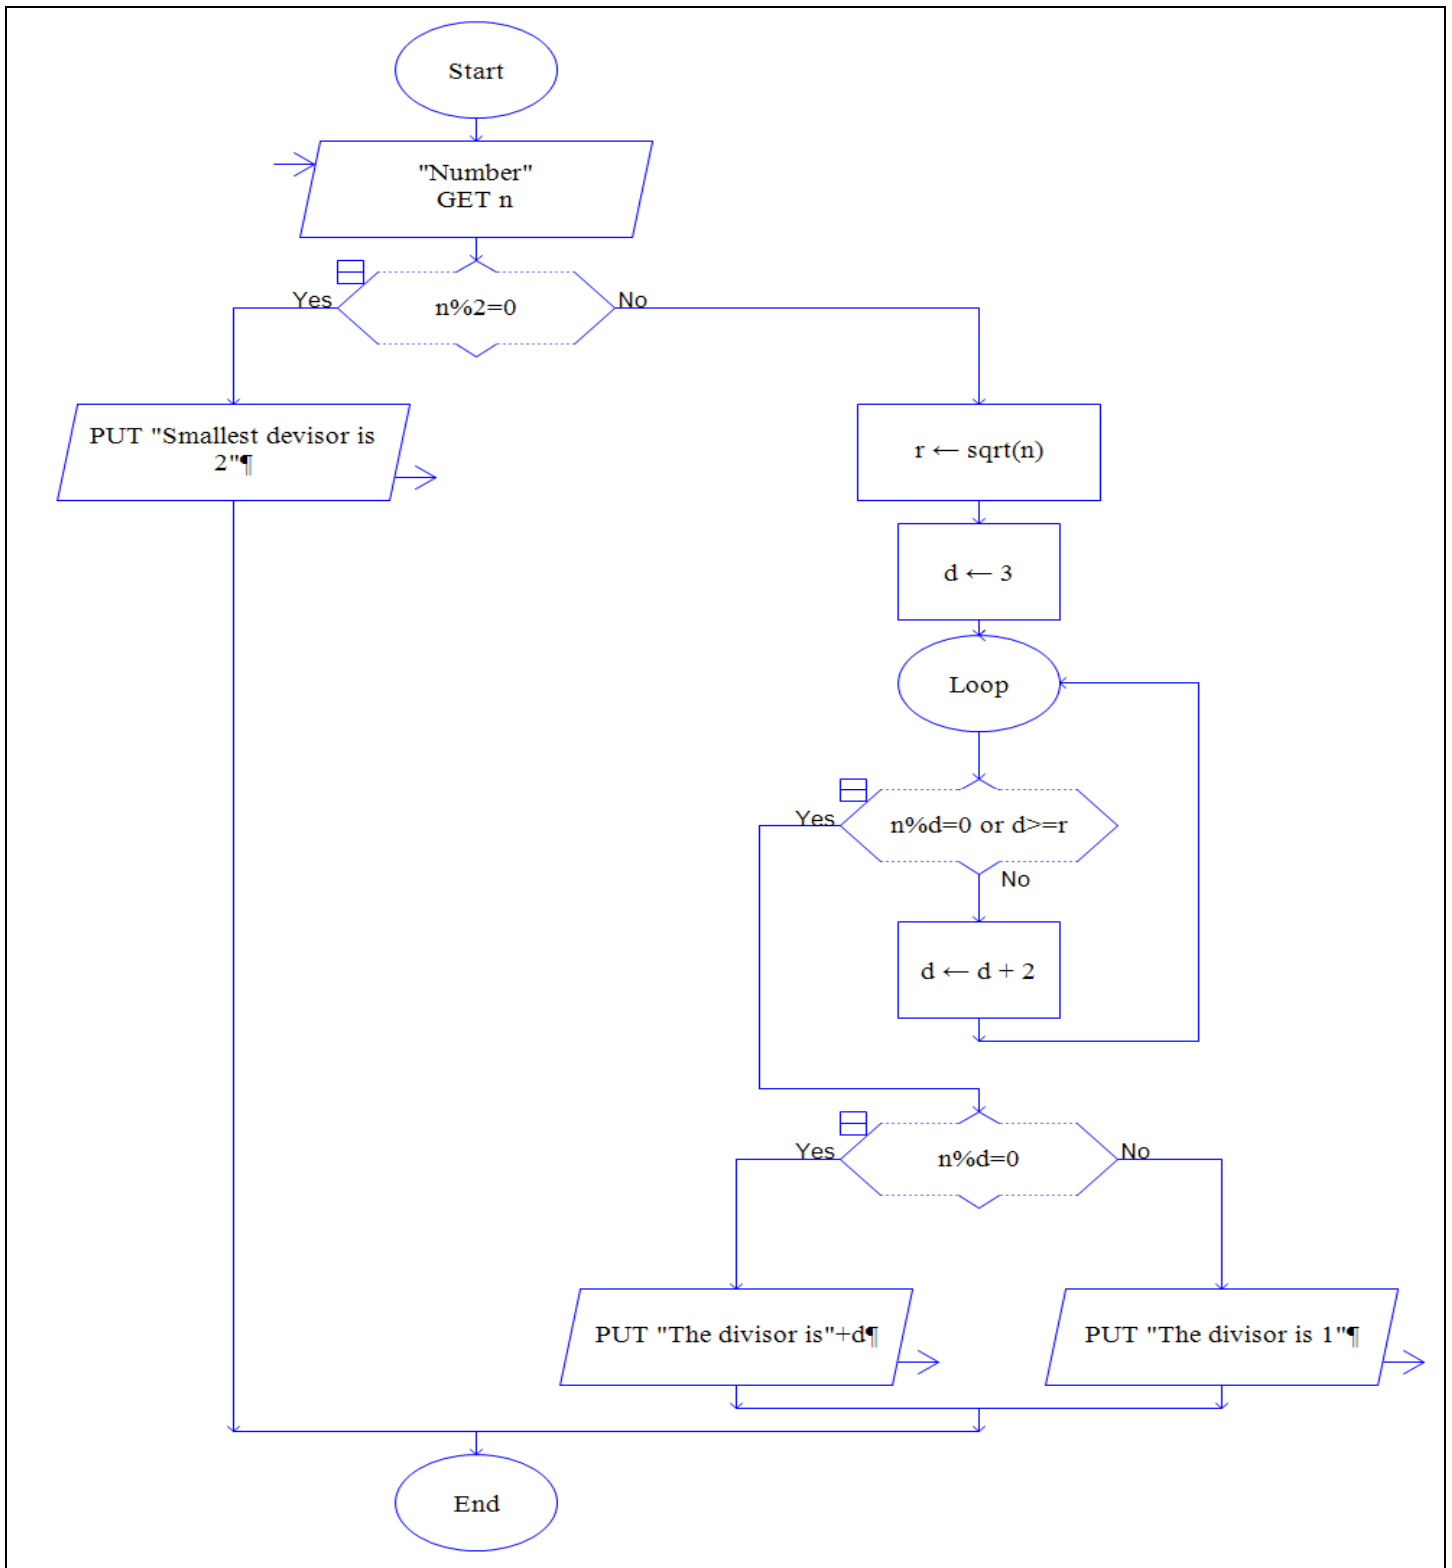 Start
"Number"
GET n
Yes
n%2=0
No
PUT "Smallest devisor is
2"¶
r ← sqrt(n)
d ← 3
Loop
Yes
n%d=0 or d>=r
No
d ← d + 2
Yes
n%d=0
No
PUT "The divisor is"+d¶
PUT "The divisor is 1"¶
End